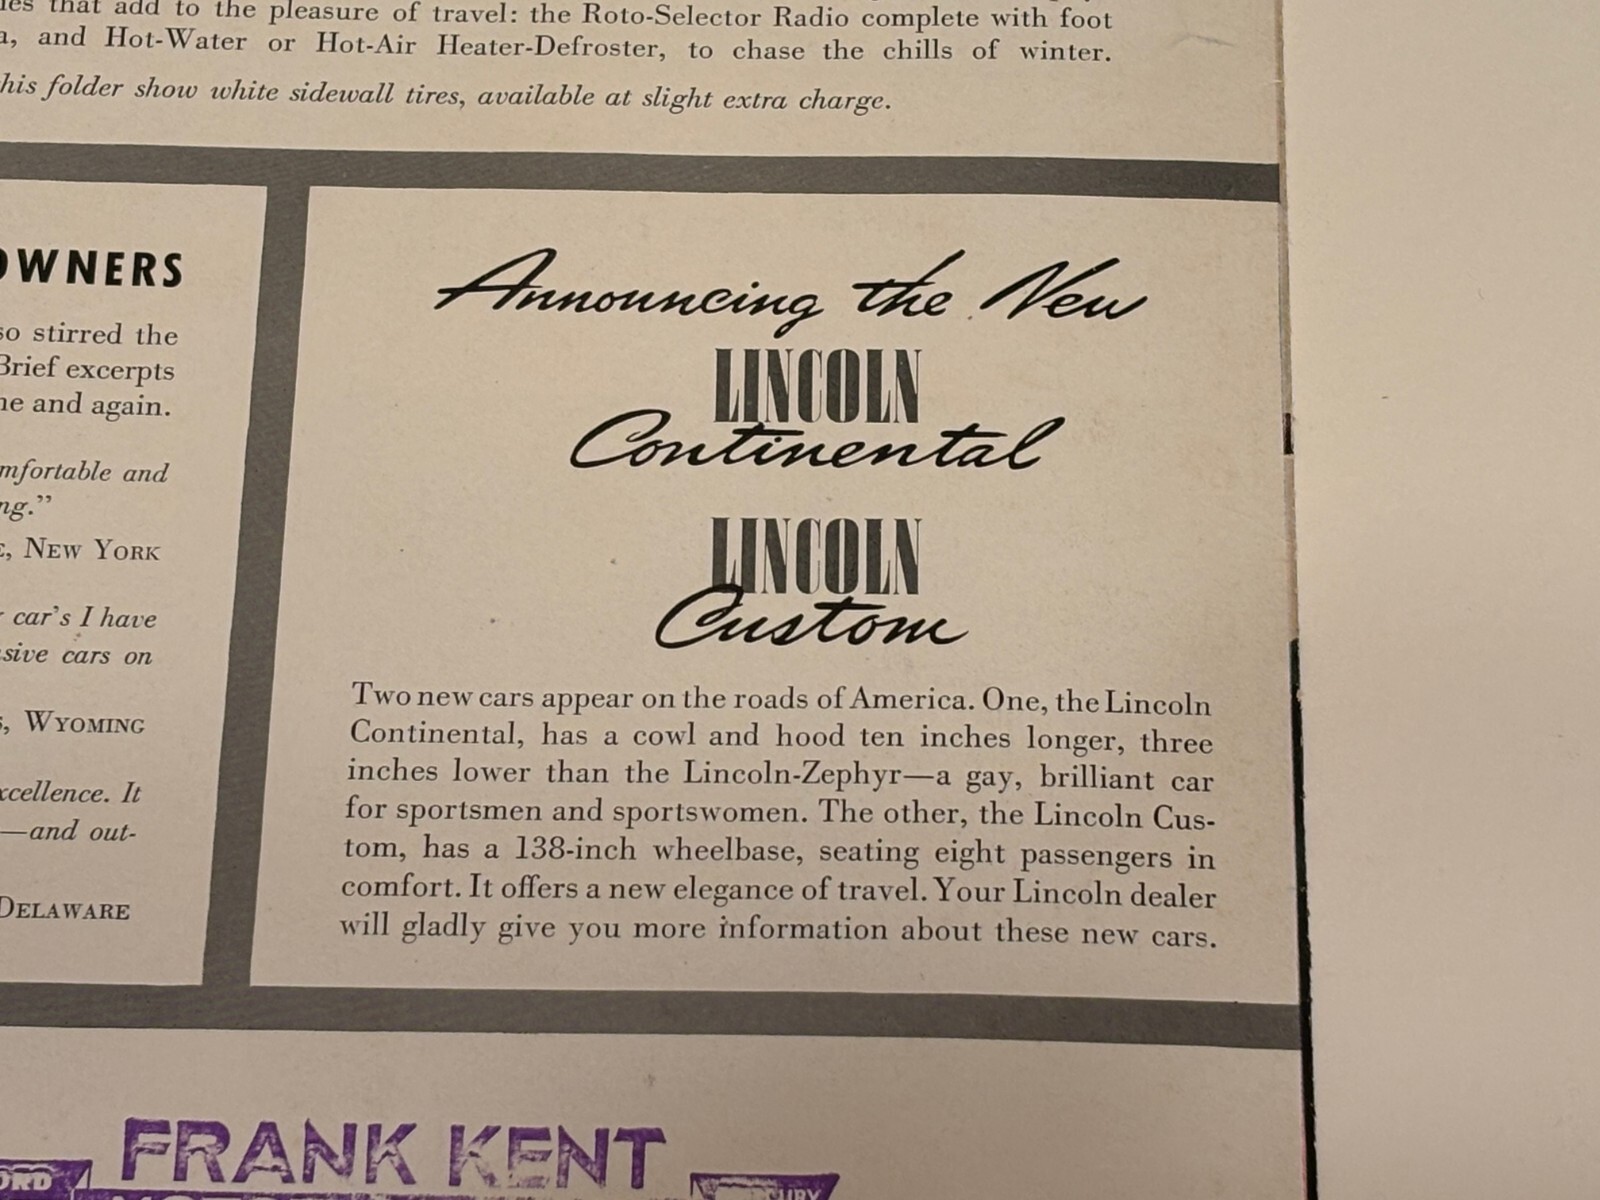 that add to the pleasure of travel: the Roto-Selector Radio complete with foot
and Hot-Water or Hot-Air Heater-Defroster, to chase the chills of winter.
his folder show white sidewall tires, available at slight extra charge.
OWNERS
so stirred the
Brief excerpts
and again.
mfortable and
ng.”
NEW YORK
car's I have
sive cars on
WYOMING
xcellence. It
—and out-
DELAWARE
Announcing the New
LINCOLN
Continental
LINCOLN
Custom
Two new cars appear on the roads of America. One, the Lincoln
Continental, has a cowl and hood ten inches longer, three
inches lower than the Lincoln-Zephyr—a gay, brilliant car
for sportsmen and sportswomen. The other, the Lincoln Cus-
tom, has a 138-inch wheelbase, seating eight passengers in
comfort. It offers a new elegance of travel. Your Lincoln dealer
will gladly give you more information about these new cars.
FRANK KENT